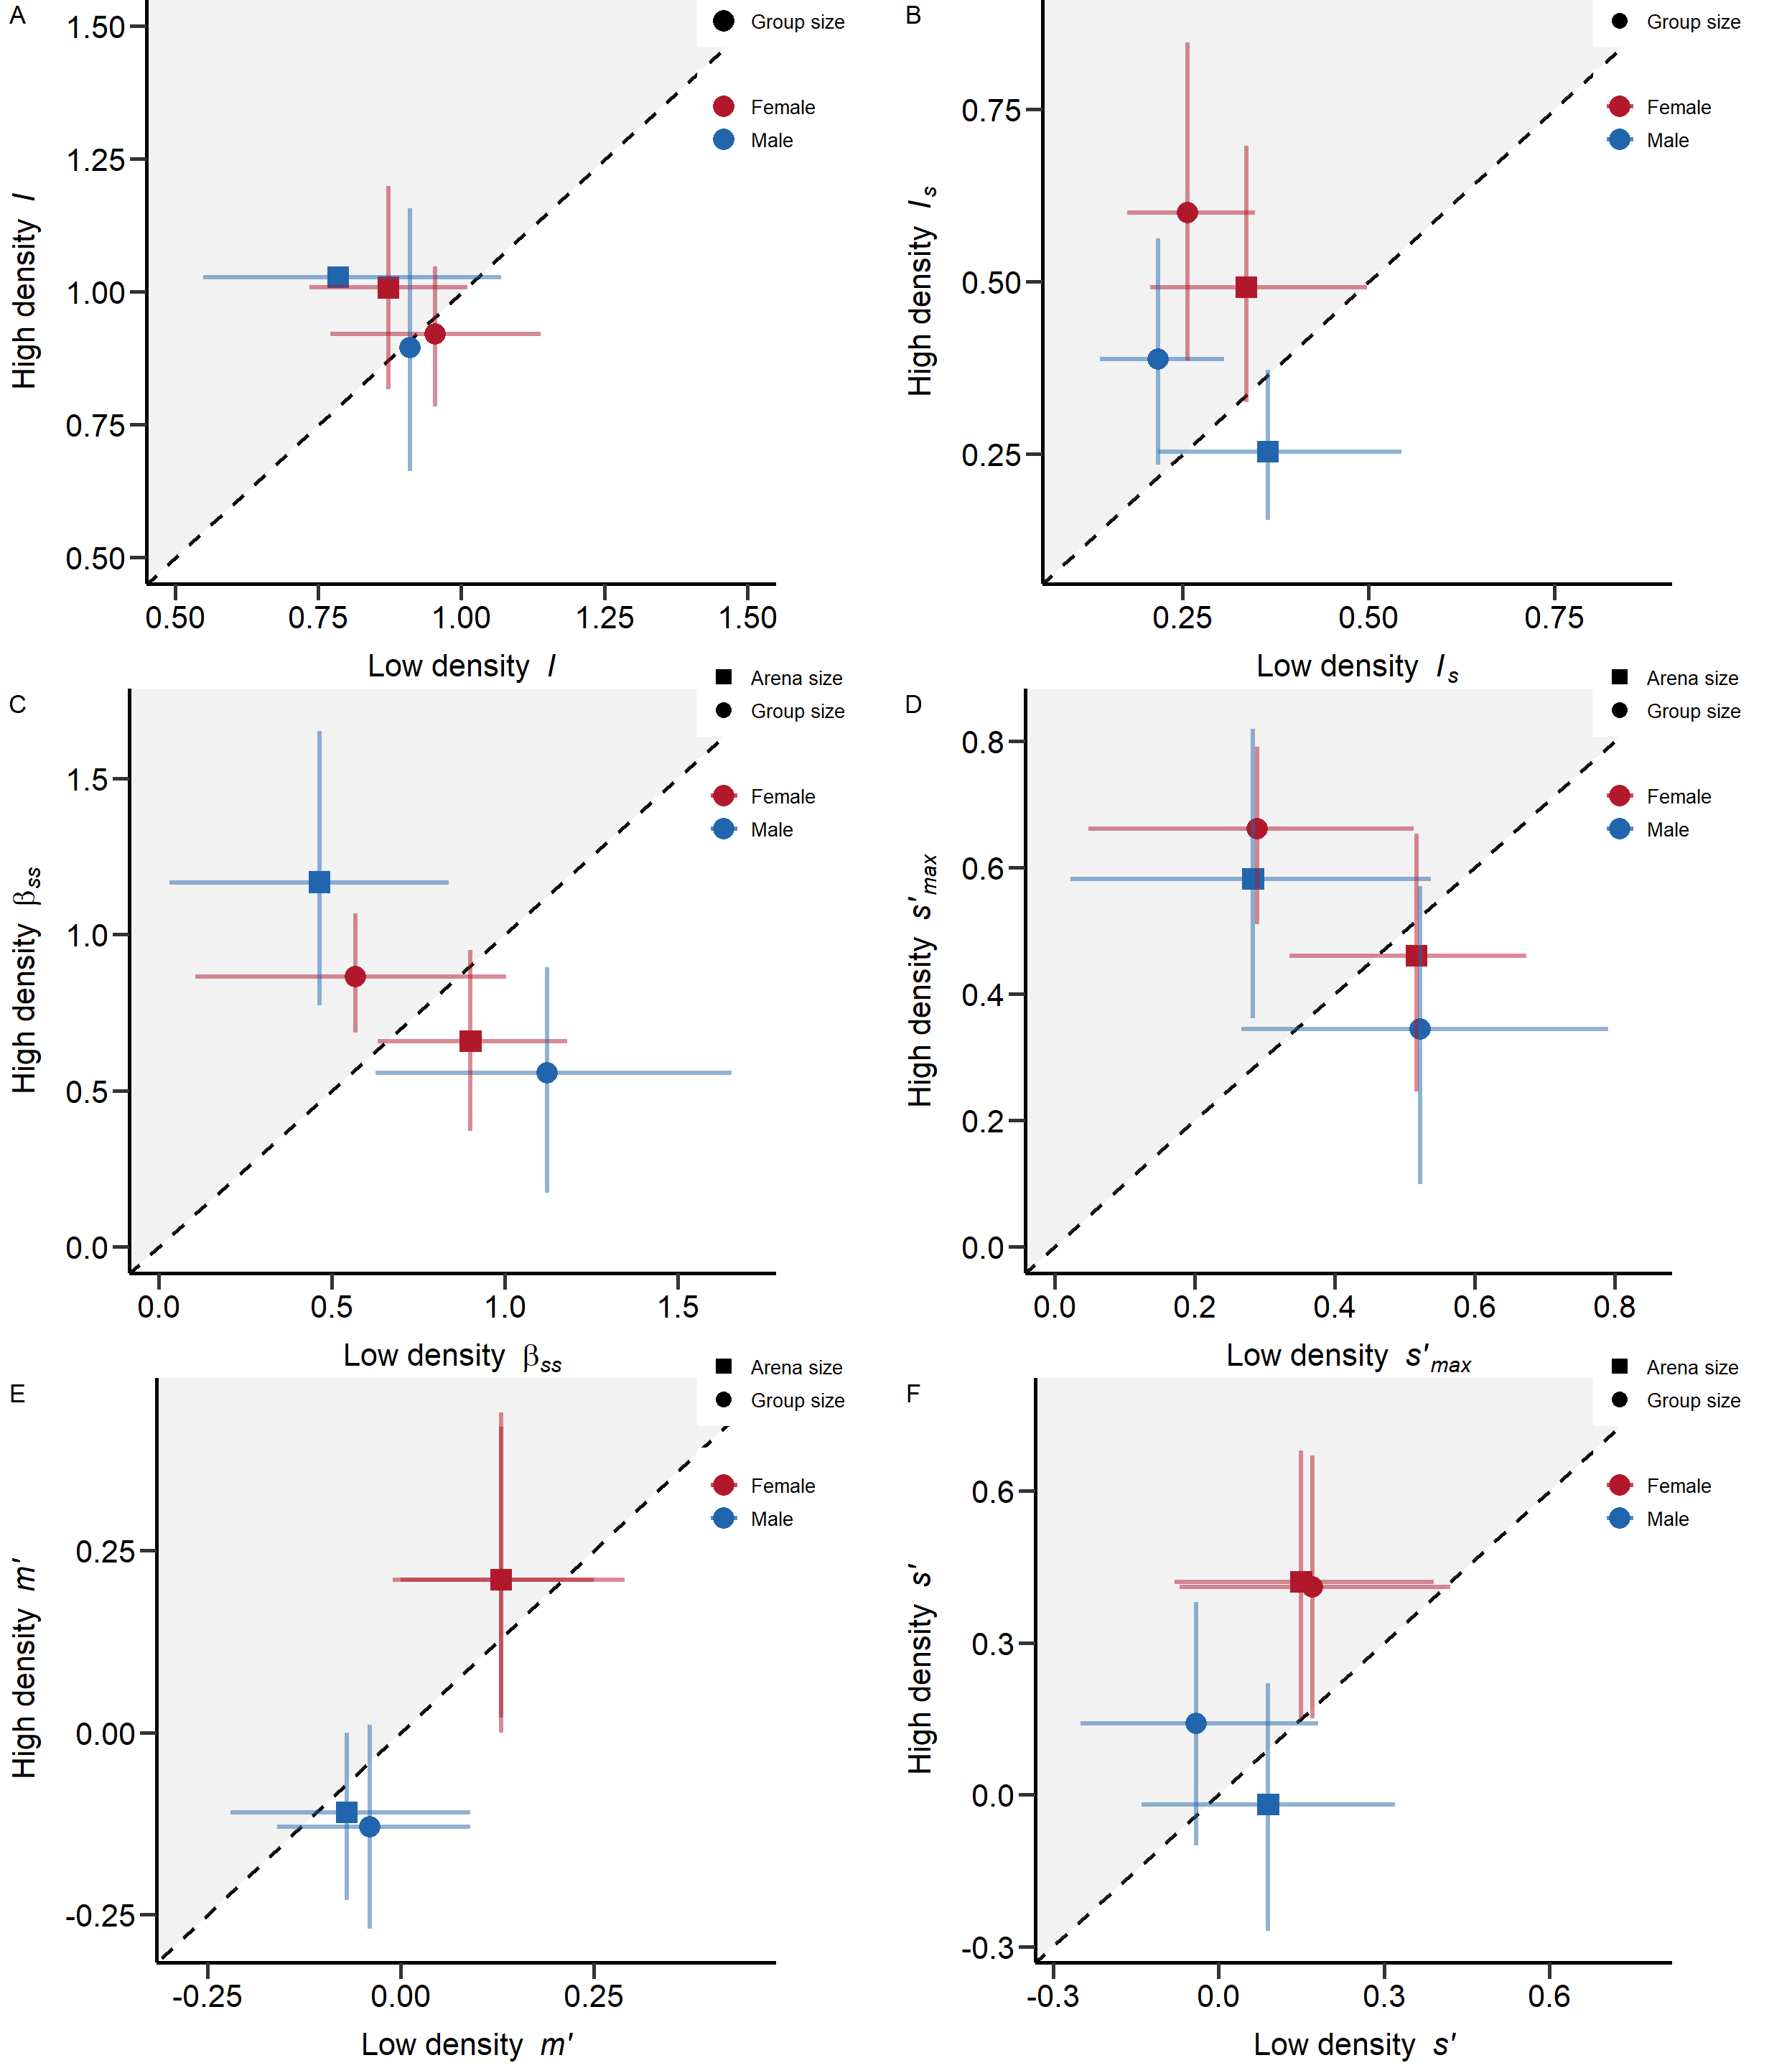 A
1.50
1.25
1.00
0.75
0.50
High density I
0.50 0.75 1.00 1.25 1.50
Low density I
Group size
Female
Male
B
0.75
0.50
0.25
High density Is
0.25 0.50 0.75
Low density Is
Group size
Female
Male
C
1.5
1.0
0.5
0.0
High density βss
0.0 0.5 1.0 1.5
Low density βss
Arena size
Group size
Female
Male
D
0.8
0.6
0.4
0.2
0.0
High density s'max
0.0 0.2 0.4 0.6 0.8
Low density s'max
Arena size
Group size
Female
Male
E
0.25
0.00
-0.25
High density m'
-0.25 0.00 0.25
Low density m'
Arena size
Group size
Female
Male
F
0.6
0.3
0.0
-0.3
High density s'
-0.3 0.0 0.3 0.6
Low density s'
Arena size
Group size
Female
Male